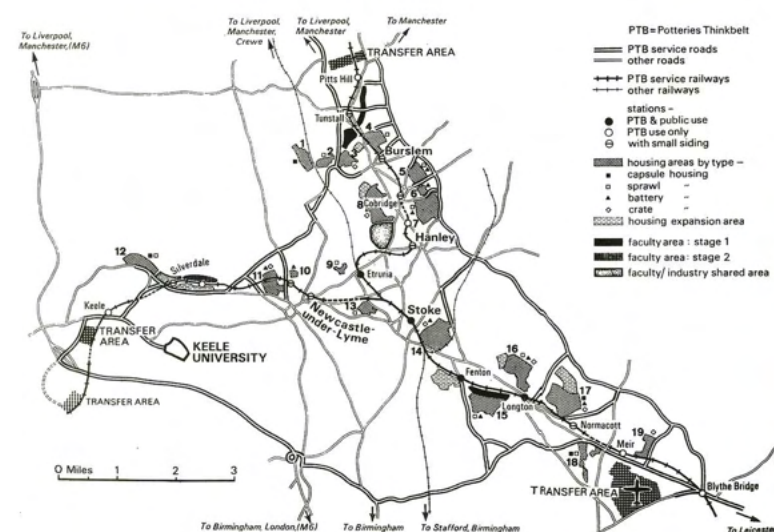 To Liverpool,
Manchester,(M6)
To Liverpool,
Manchester,
Crewe
To Liverpool,
Manchester
To Manchester
TRANSFER AREA
Pitts Hill
Tunstall
1
2
3
4
Burslem
5
6
Cobridge
7
8
Hanley
9
Etruria
10
11
12
Silverdale
Keele
TRANSFER
AREA
KEELE
UNIVERSITY
TRANSFER AREA
13
Newcastle-
under-Lyme
Stoke
14
Fenton
15
16
Longton
17
Normacott
18
Meir
19
TRANSFER AREA
Blythe Bridge
0 Miles 1 2 3
To Birmingham, London,(M6)
To Birmingham
To Stafford, Birmingham
To Leicester
PTB = Potteries Thinkbelt
PTB service roads
other roads
PTB service railways
other railways
stations –
PTB & public use
PTB use only
with small siding
housing areas by type –
capsule housing
sprawl "
battery "
crate "
housing expansion area
faculty area : stage 1
faculty area : stage 2
faculty/industry shared area